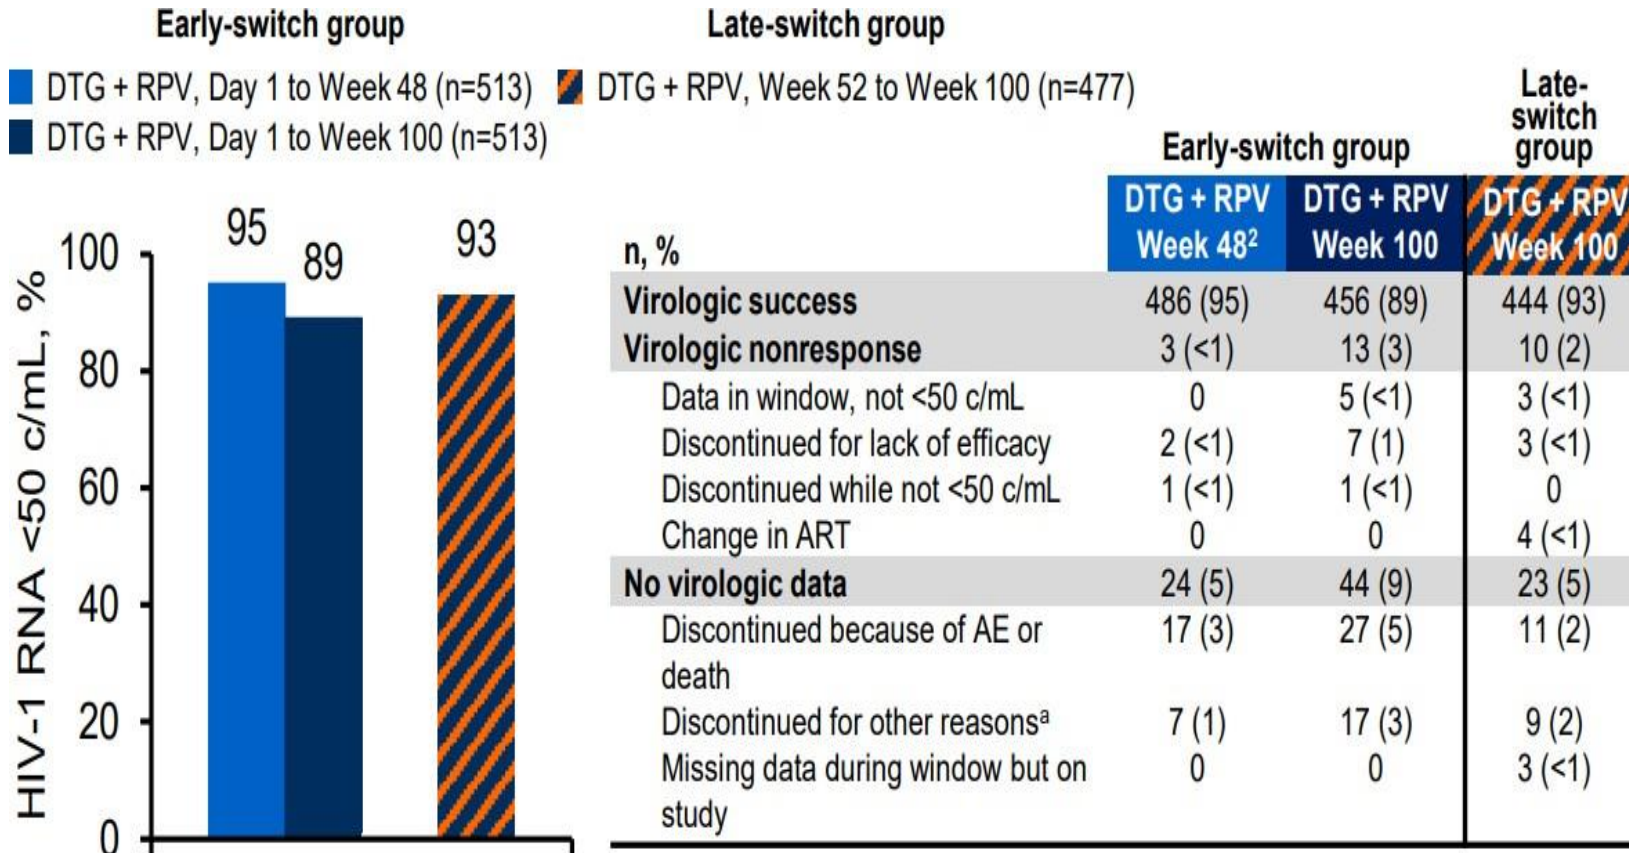 Early-switch group
Late-switch group
DTG + RPV, Day 1 to Week 48 (n=513)
DTG + RPV, Week 52 to Week 100 (n=477)
DTG + RPV, Day 1 to Week 100 (n=513)
HIV-1 RNA <50 c/mL, %
100
80
60
40
20
0
95
89
93
Early-switch group
Late-
switch
group
n, %
DTG + RPV
Week 48²
DTG + RPV
Week 100
DTG + RPV
Week 100
Virologic success 486 (95) 456 (89) 444 (93)
Virologic nonresponse 3 (<1) 13 (3) 10 (2)
Data in window, not <50 c/mL 0 5 (<1) 3 (<1)
Discontinued for lack of efficacy 2 (<1) 7 (1) 3 (<1)
Discontinued while not <50 c/mL 1 (<1) 1 (<1) 0
Change in ART 0 0 4 (<1)
No virologic data 24 (5) 44 (9) 23 (5)
Discontinued because of AE or 17 (3) 27 (5) 11 (2)
death
Discontinued for other reasonsᵃ 7 (1) 17 (3) 9 (2)
Missing data during window but on 0 0 3 (<1)
study